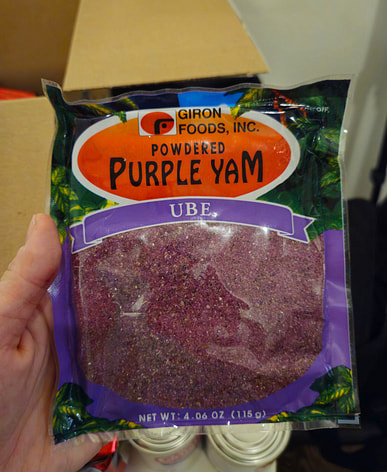 GIRON
FOODS, INC.
POWDERED
PURPLE YAM
UBE
NET WT: 4.06 OZ. (115g)